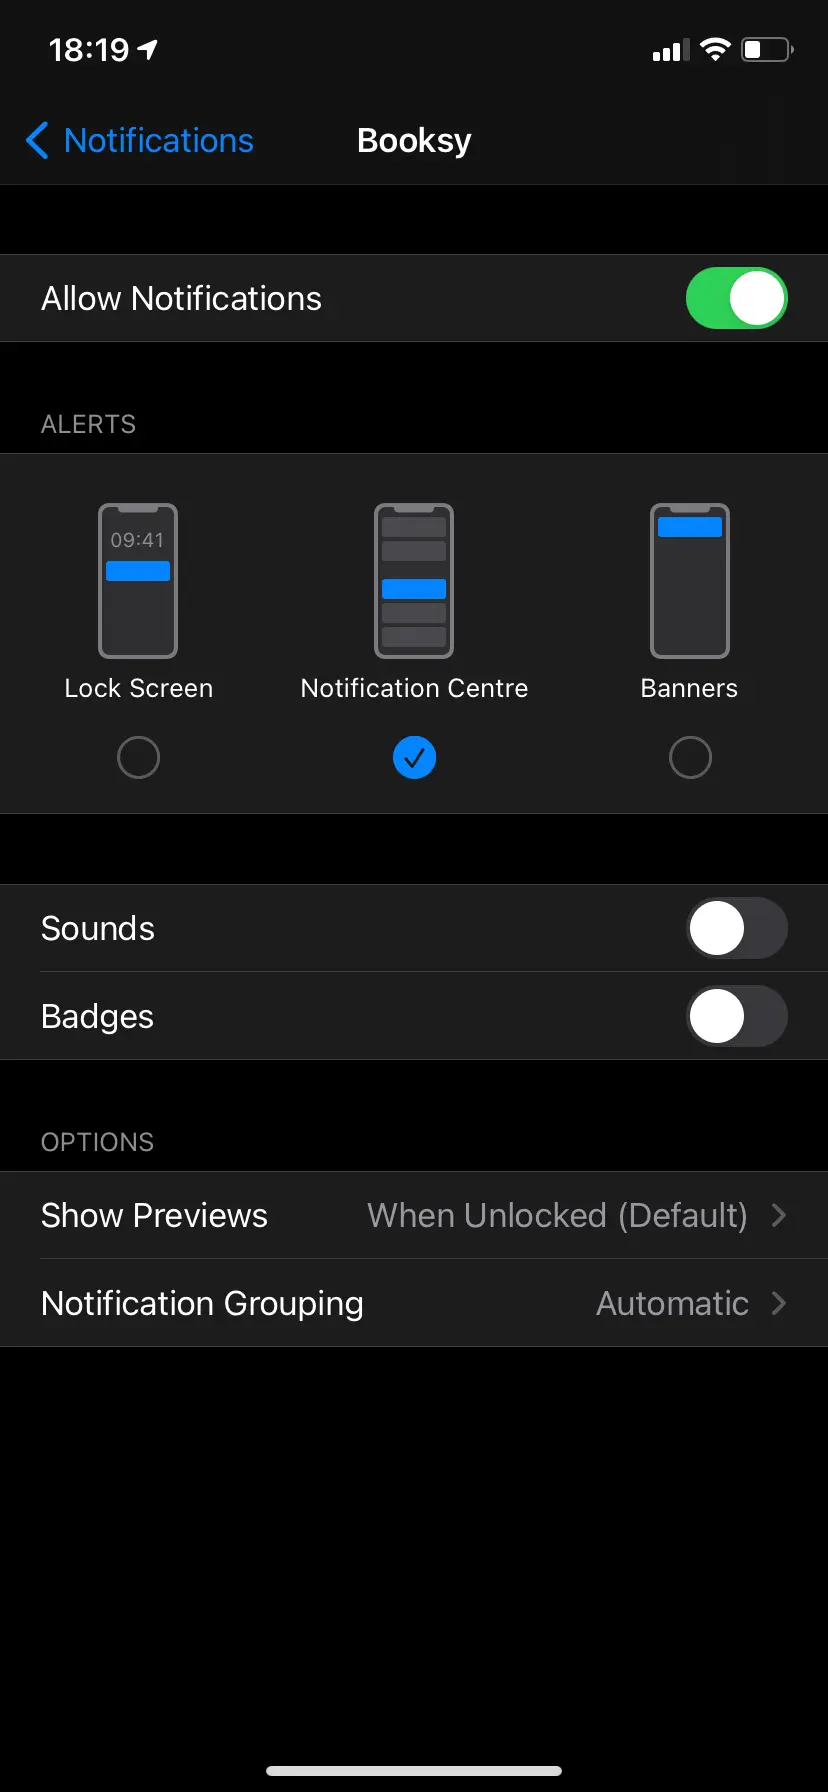 18:19
Notifications Booksy
Allow Notifications
ALERTS
09:41
Lock Screen Notification Centre Banners
Sounds
Badges
OPTIONS
Show Previews When Unlocked (Default)
Notification Grouping Automatic